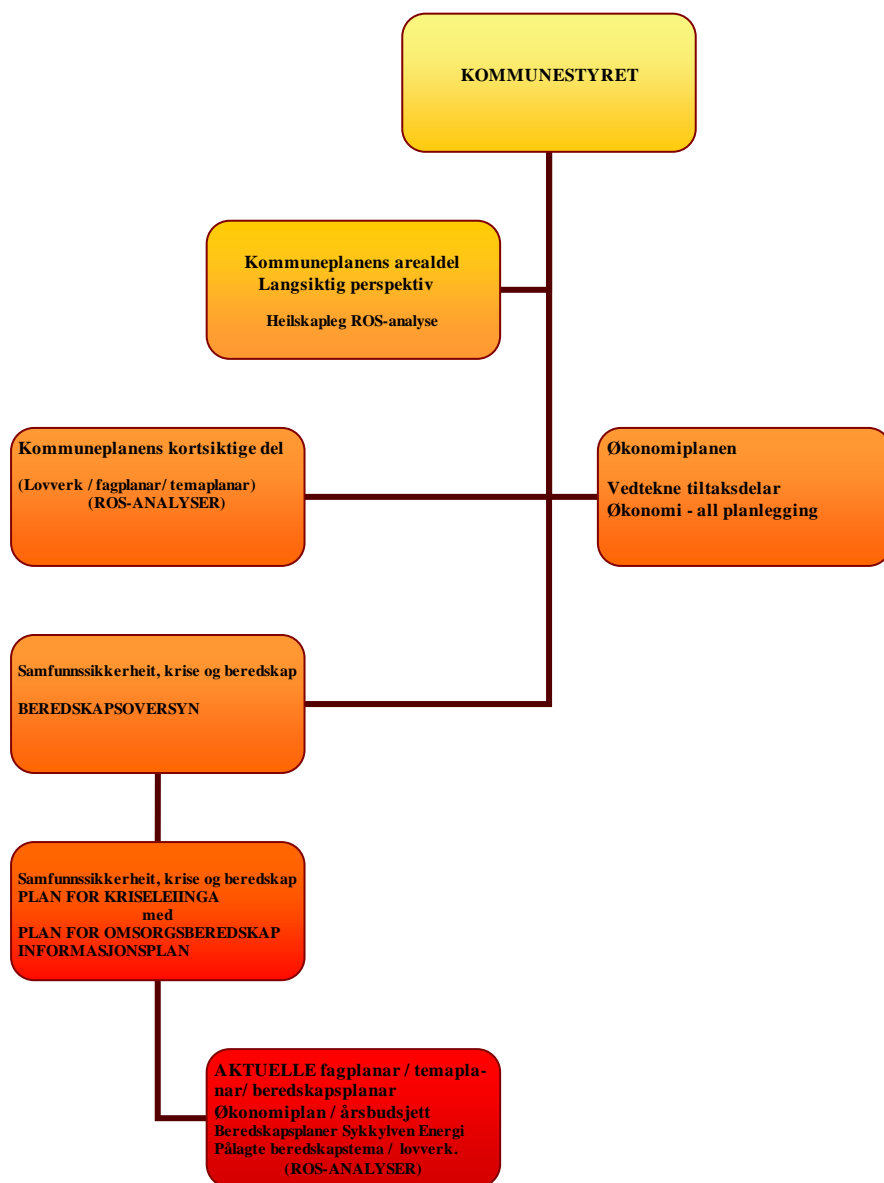 KOMMUNESTYRET
Kommuneplanens arealdel
Langsiktig perspektiv
Heilskapleg ROS-analyse
Kommuneplanens kortsiktige del
(Lovverk / fagplanar/ temaplanar)
(ROS-ANALYSER)
Økonomiplanen
Vedtekne tiltaksdelar
Økonomi - all planlegging
Samfunnssikkerheit, krise og beredskap
BEREDSKAPSOVERSYN
Samfunnssikkerheit, krise og beredskap
PLAN FOR KRISELEIINGA
med
PLAN FOR OMSORGSBEREDSKAP
INFORMASJONSPLAN
AKTUELLE fagplanar / temapla-
nar/ beredskapsplanar
Økonomiplan / årsbudsjett
Beredskapsplaner Sykkylven Energi
Pålagte beredskapstema / lovverk.
(ROS-ANALYSER)